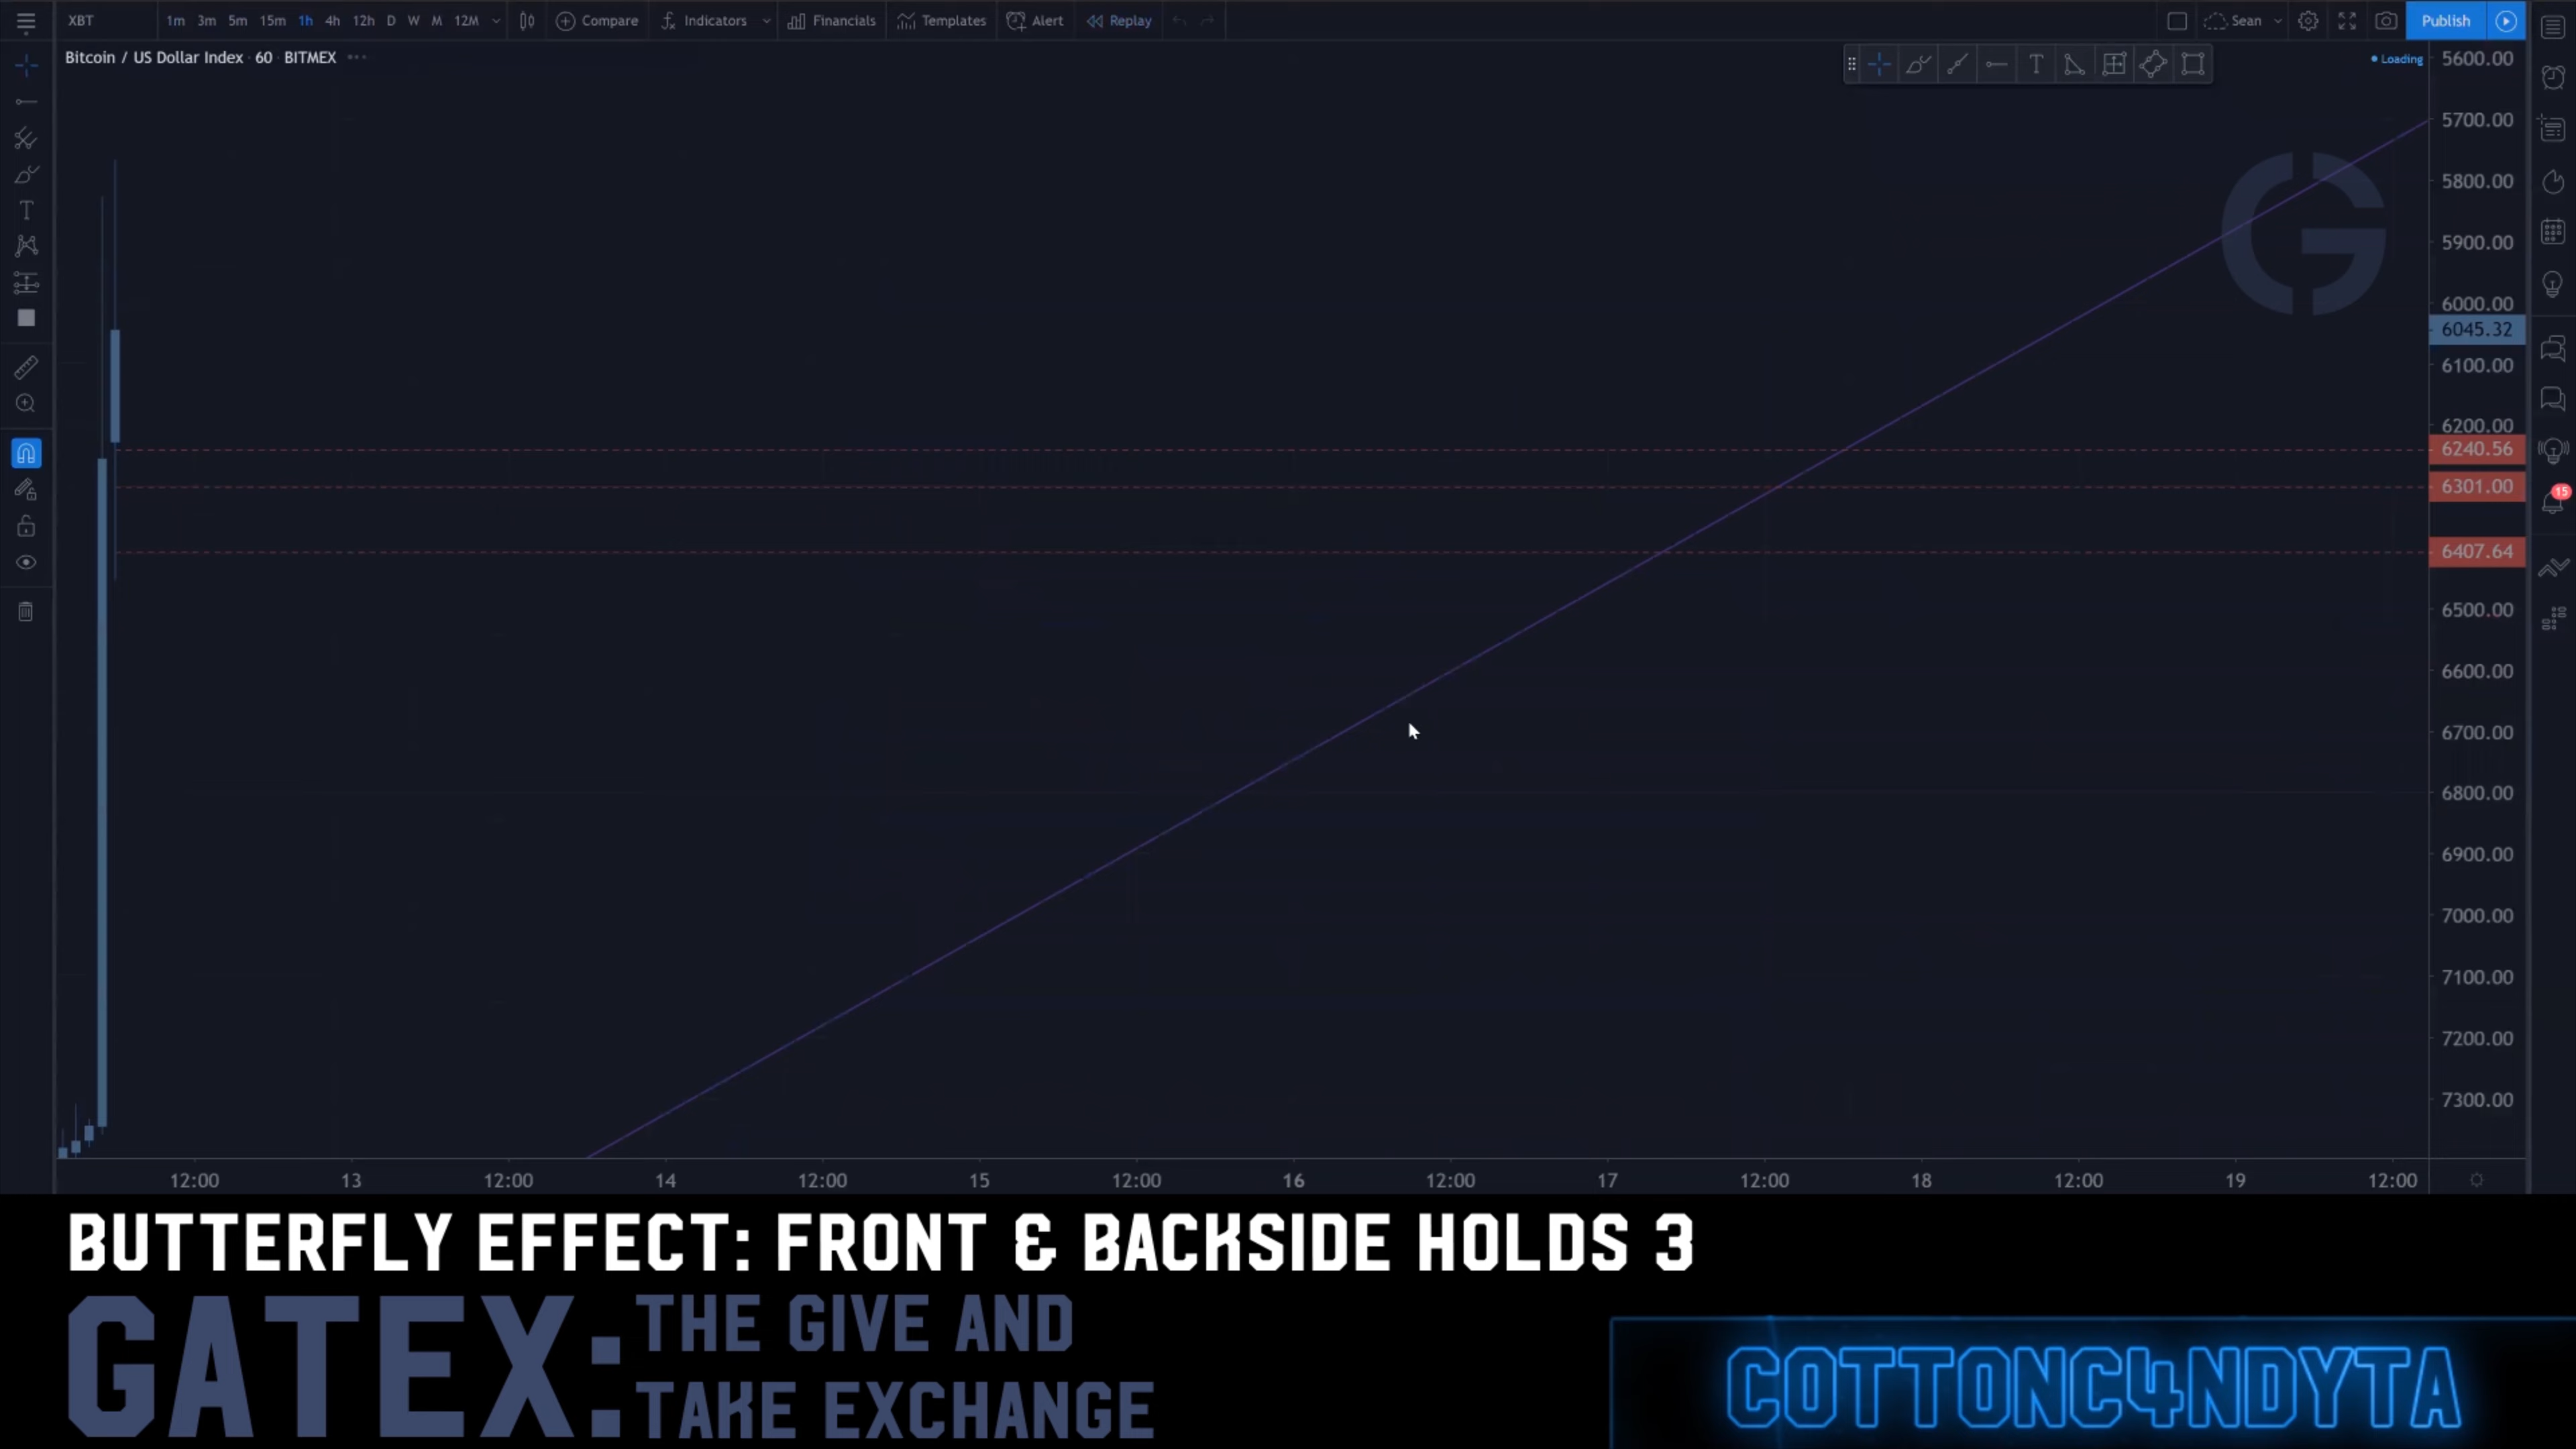 XBT 1m 3m 5m 15m 1h 4h 12h D W M 12M Compare Indicators Financials Templates Alert Replay Sean Publish
Bitcoin / US Dollar Index · 60 · BITMEX
Loading
5600.00
5700.00
5800.00
5900.00
6000.00
6045.32
6100.00
6200.00
6240.56
6301.00
15
6407.64
6500.00
6600.00
6700.00
6800.00
6900.00
7000.00
7100.00
7200.00
7300.00
12:00 13 12:00 14 12:00 15 12:00 16 12:00 17 12:00 18 12:00 19 12:00
BUTTERFLY EFFECT: FRONT & BACKSIDE HOLDS 3
GATEX: THE GIVE AND
TAKE EXCHANGE
COTTONC4NDYTA